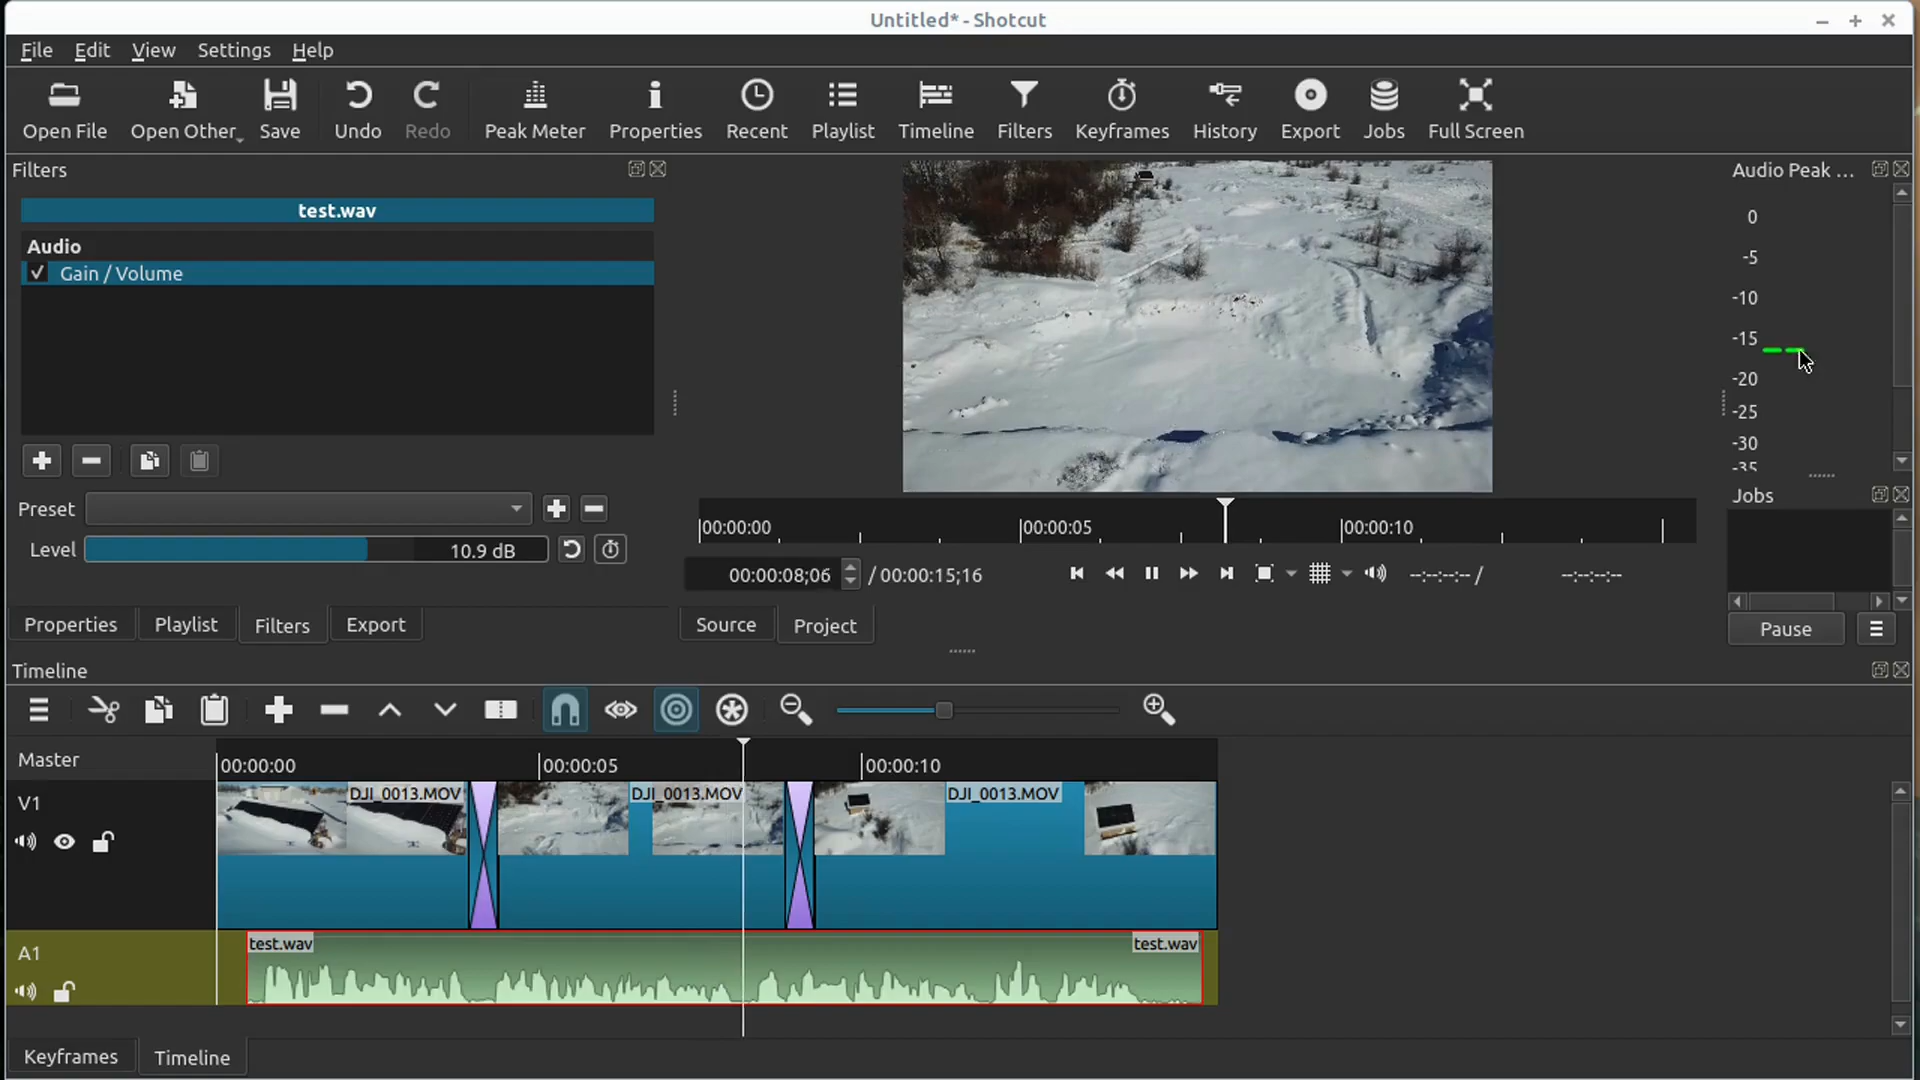 Untitled* - Shotcut
File Edit View Settings Help
Open File Open Other... Save Undo Redo Peak Meter Properties Recent Playlist Timeline Filters Keyframes History Export Jobs Full Screen
Filters
test.wav
Audio
Gain / Volume
Preset
Level 10.9 dB
Properties Playlist Filters Export
00:00:00 00:00:05 00:00:10
00:00:08;06 / 00:00:15;16 --:--:--:-- / --:--:--:--
Source Project
Audio Peak ...
0
-5
-10
-15
-20
-25
-30
-35
Jobs
Pause
Timeline
Master 00:00:00 00:00:05 00:00:10
V1 DJI_0013.MOV DJI_0013.MOV DJI_0013.MOV
A1 test.wav test.wav
Keyframes Timeline